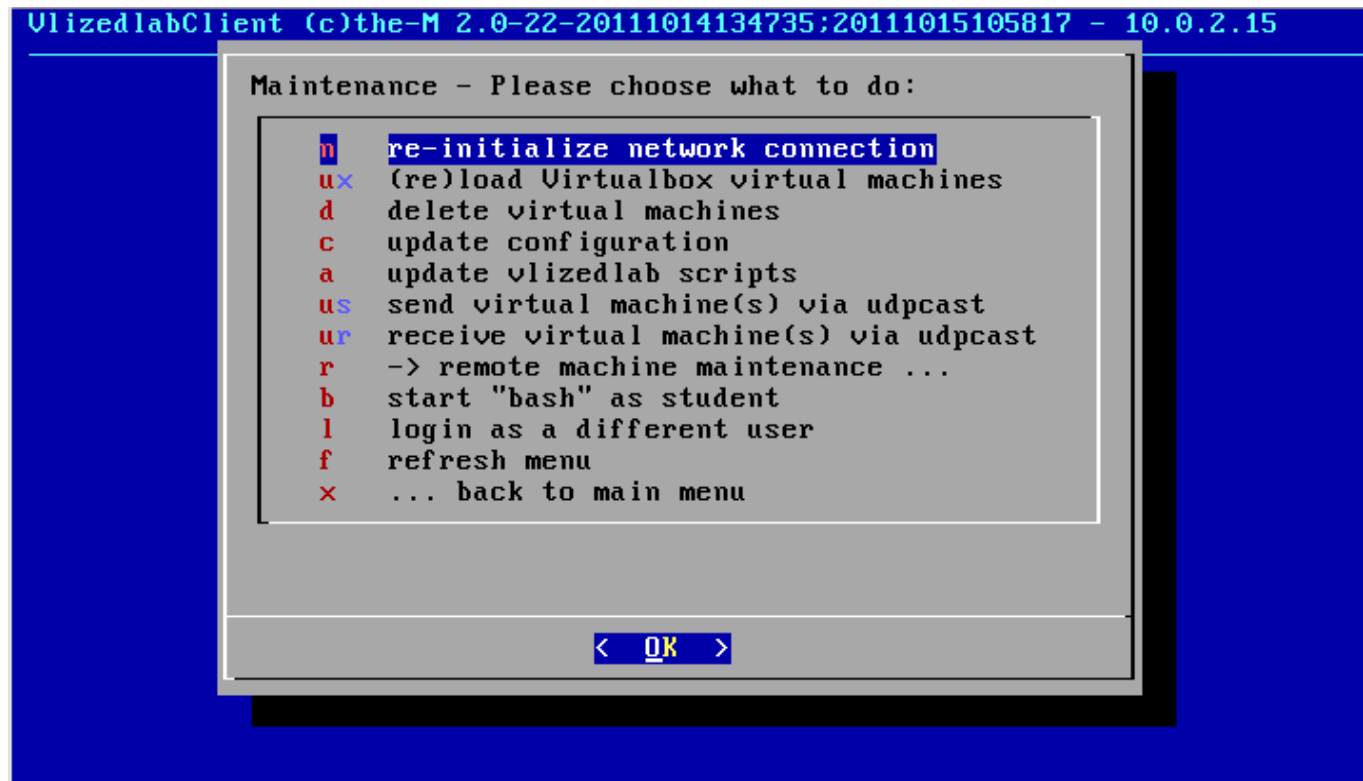 VlizedlabClient (c)the-M 2.0-22-20111014134735;20111015105817 - 10.0.2.15
Maintenance - Please choose what to do:
n re-initialize network connection
ux (re)load Virtualbox virtual machines
d delete virtual machines
c update configuration
a update vlizedlab scripts
us send virtual machine(s) via udpcast
ur receive virtual machine(s) via udpcast
r -> remote machine maintenance ...
b start "bash" as student
l login as a different user
f refresh menu
x ... back to main menu
< OK >